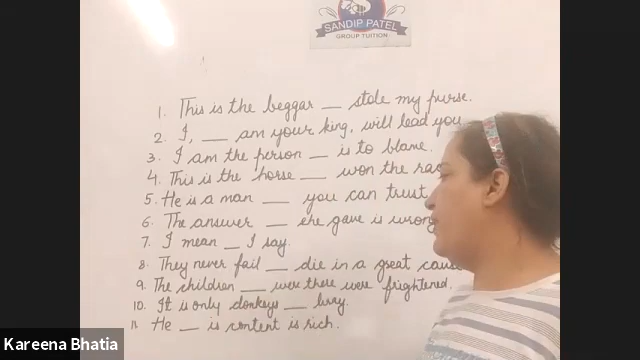 SANDIP PATEL
GROUP TUITION
1. This is the beggar __ stole my purse.
2. I, __ am your king, will lead you
3. I am the person __ is to blame.
4. This is the horse __ won the rac
5. He is a man __ you can trust
6. The answer __ she gave is wrong
7. I mean __ I say.
8. They never fail __ die in a great cause
9. The children __ were there were frightened.
10. It is only donkeys __ bray.
11. He __ is content is rich.
Kareena Bhatia